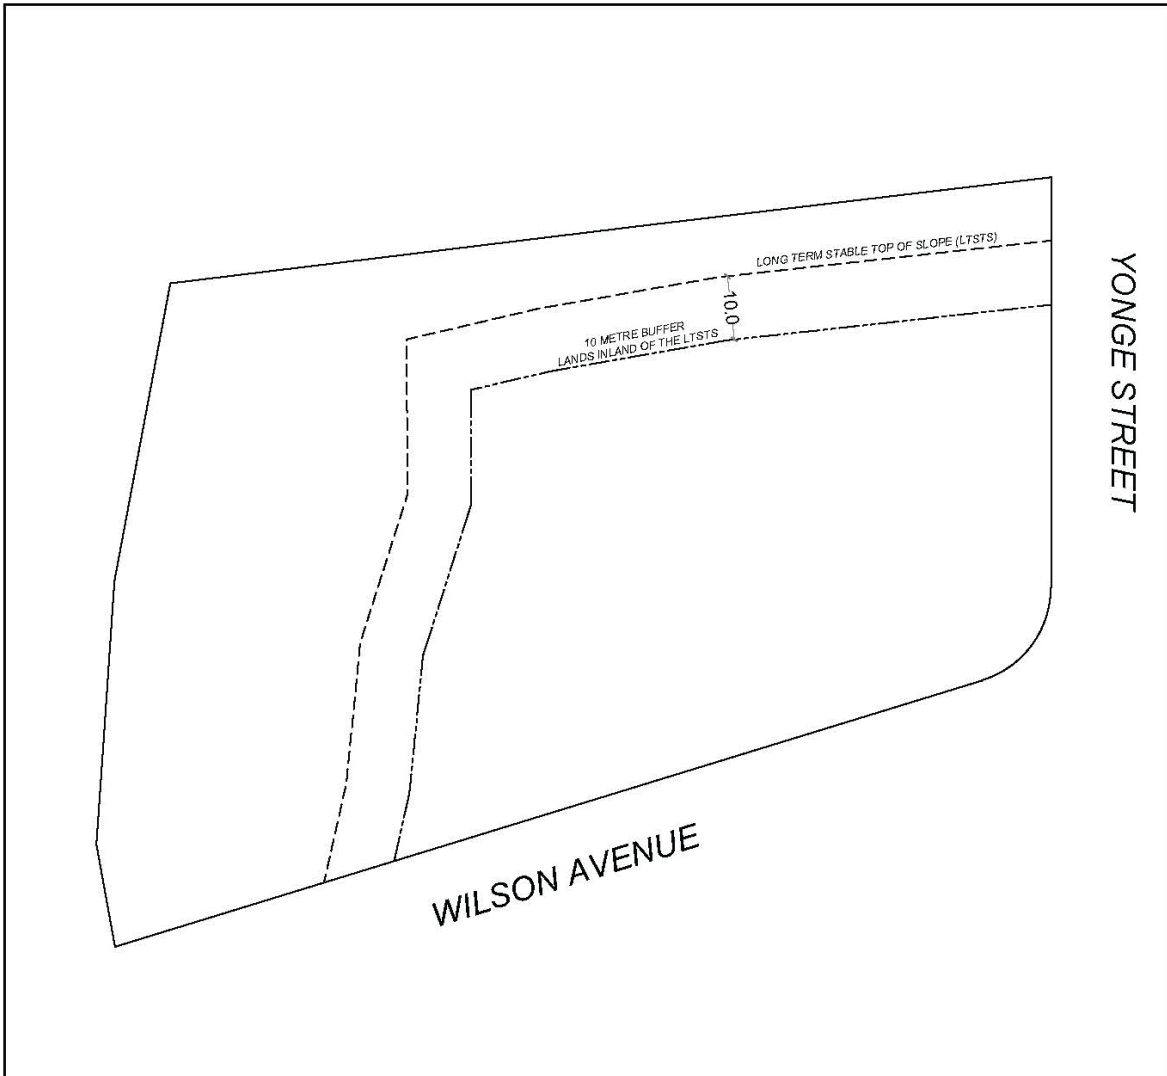 LONG TERM STABLE TOP OF SLOPE (LTSTS)
10.0
10 METRE BUFFER
LANDS INLAND OF THE LTSTS
YONGE STREET
WILSON AVENUE